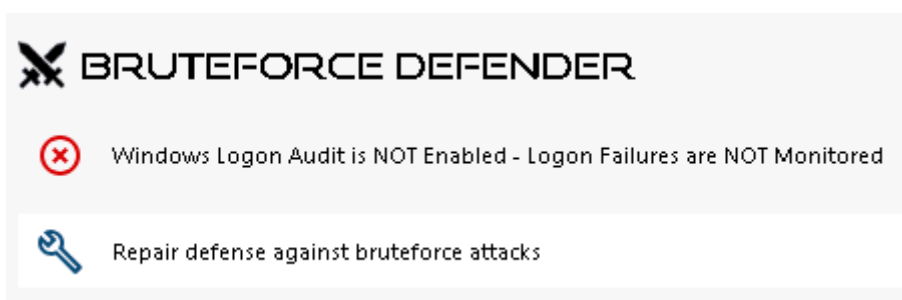 BRUTEFORCE DEFENDER
Windows Logon Audit is NOT Enabled - Logon Failures are NOT Monitored
Repair defense against bruteforce attacks